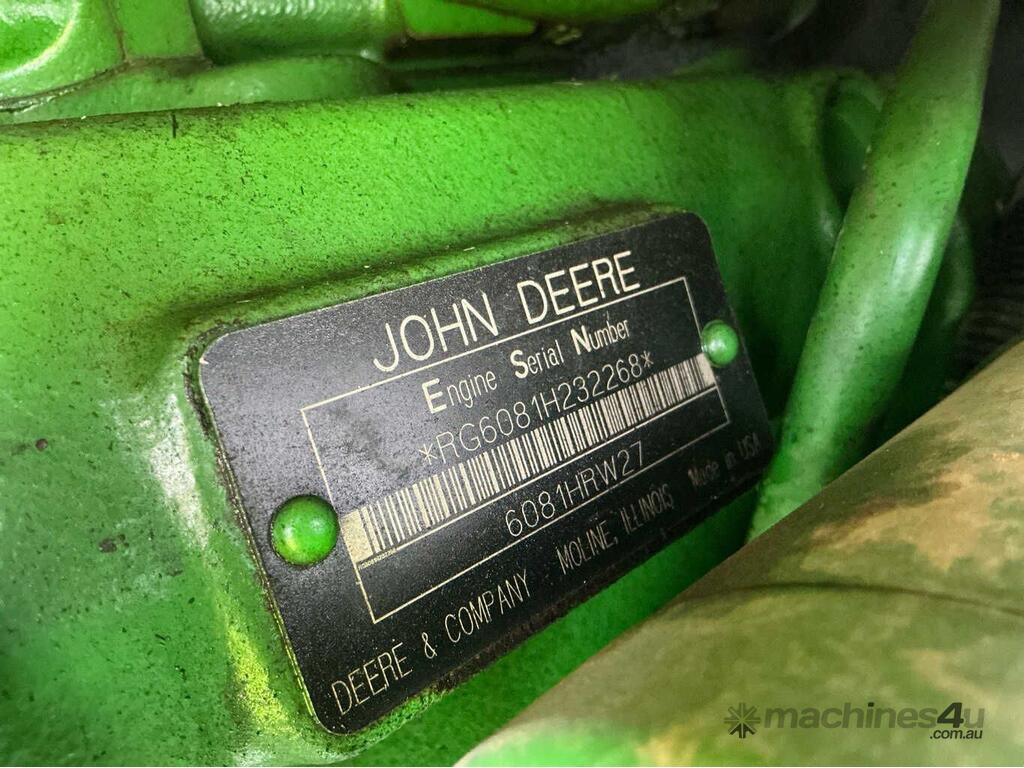 JOHN DEERE
Engine Serial Number
*RG6081H232268*
6081HRW27
DEERE & COMPANY MOLINE, ILLINOIS Made in USA
machines4u
.com.au